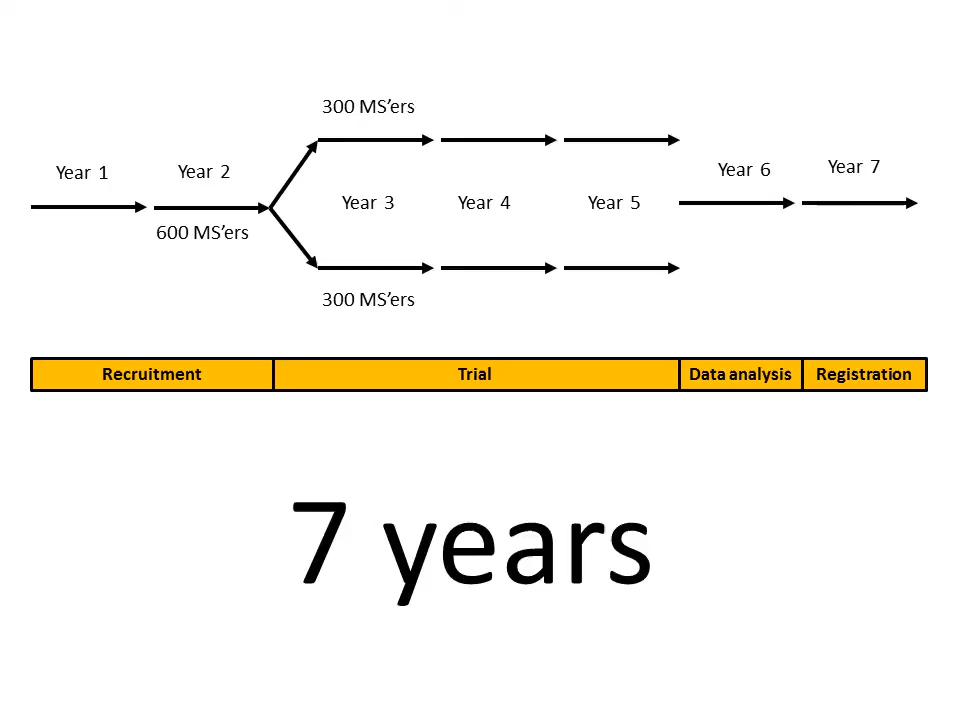 300 MS’ers
Year 1
Year 2
Year 6
Year 7
Year 3
Year 4
Year 5
600 MS’ers
300 MS’ers
Recruitment
Trial
Data analysis
Registration
7 years